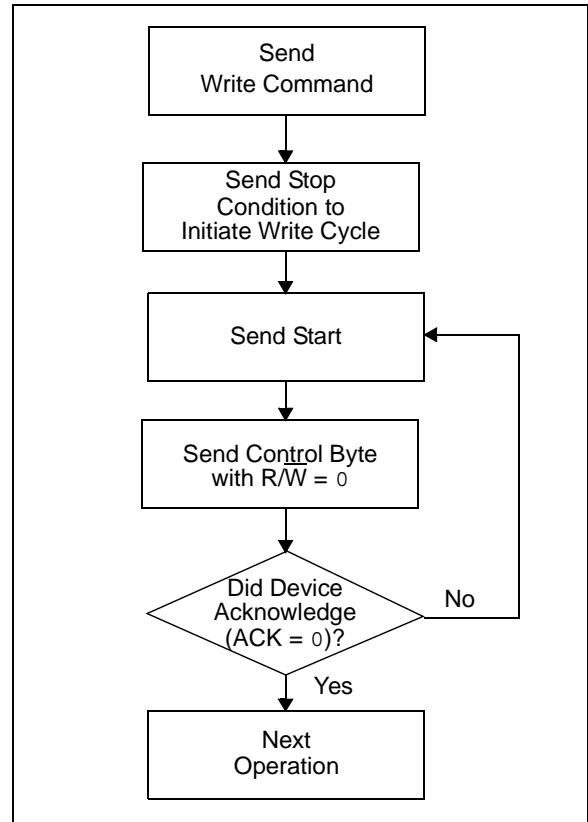 Send
Write Command
Send Stop
Condition to
Initiate Write Cycle
Send Start
Send Control Byte
with R/W̅ = 0
Did Device
Acknowledge
(ACK = 0)?
No
Yes
Next
Operation